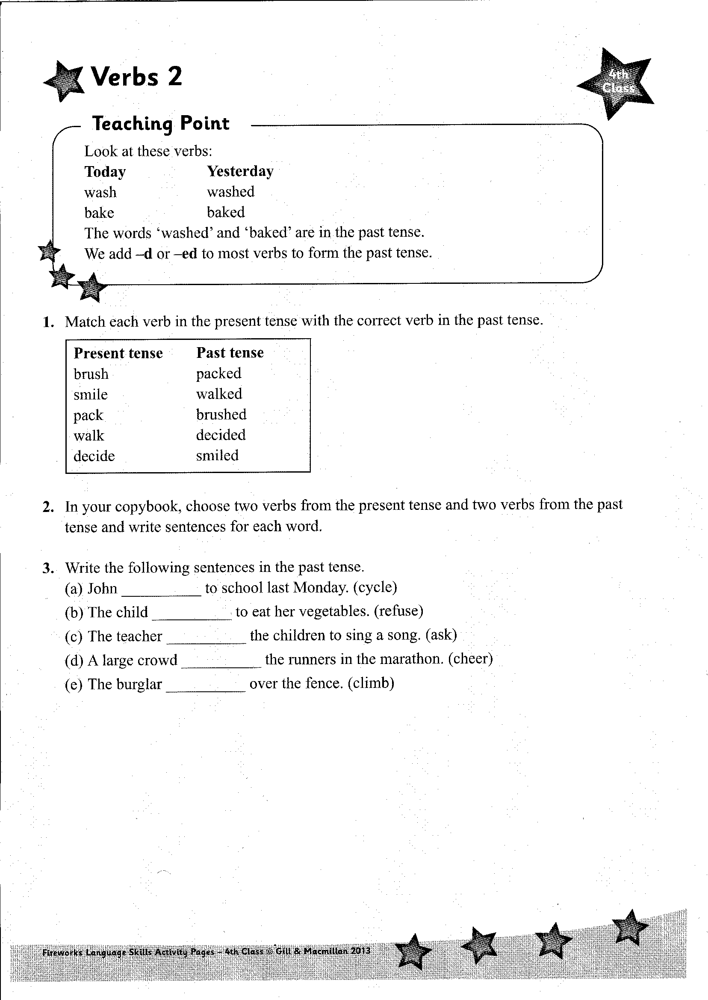 Verbs 2
4th
Class
Teaching Point
Look at these verbs:
Today Yesterday
wash washed
bake baked
The words ‘washed’ and ‘baked’ are in the past tense.
We add –d or –ed to most verbs to form the past tense.
1. Match each verb in the present tense with the correct verb in the past tense.
Present tense Past tense
brush packed
smile walked
pack brushed
walk decided
decide smiled
2. In your copybook, choose two verbs from the present tense and two verbs from the past
tense and write sentences for each word.
3. Write the following sentences in the past tense.
(a) John __________ to school last Monday. (cycle)
(b) The child __________ to eat her vegetables. (refuse)
(c) The teacher __________ the children to sing a song. (ask)
(d) A large crowd __________ the runners in the marathon. (cheer)
(e) The burglar __________ over the fence. (climb)
Fireworks Language Skills Activity Pages – 4th Class © Gill & Macmillan 2013